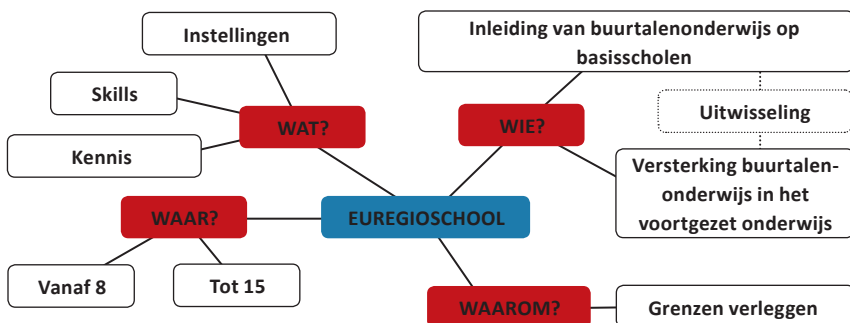 Instellingen
Skills
WAT?
Kennis
Inleiding van buurtalenonderwijs op
basisscholen
Uitwisseling
WIE?
Versterking buurtalen-
onderwijs in het
voortgezet onderwijs
WAAR?
EUREGIOSCHOOL
Vanaf 8
Tot 15
WAAROM?
Grenzen verleggen